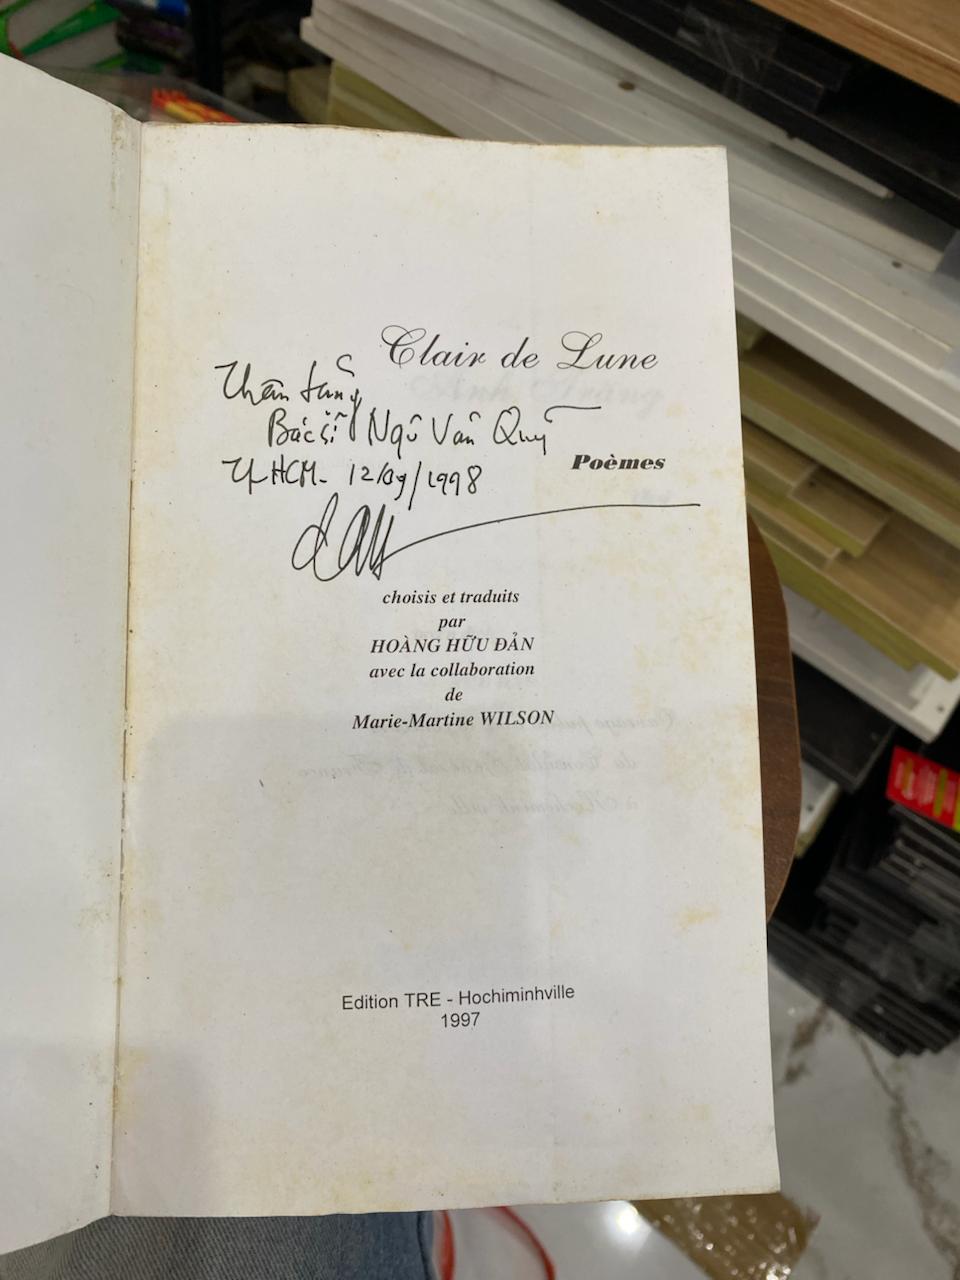 Clair de Lune
Thân tặng
Bác sĩ Ngô Văn Quỹ
Poèmes
TP HCM - 12/09/1998
choisis et traduits
par
HOÀNG HỮU ĐẢN
avec la collaboration
de
Marie-Martine WILSON
Edition TRE - Hochiminhville
1997